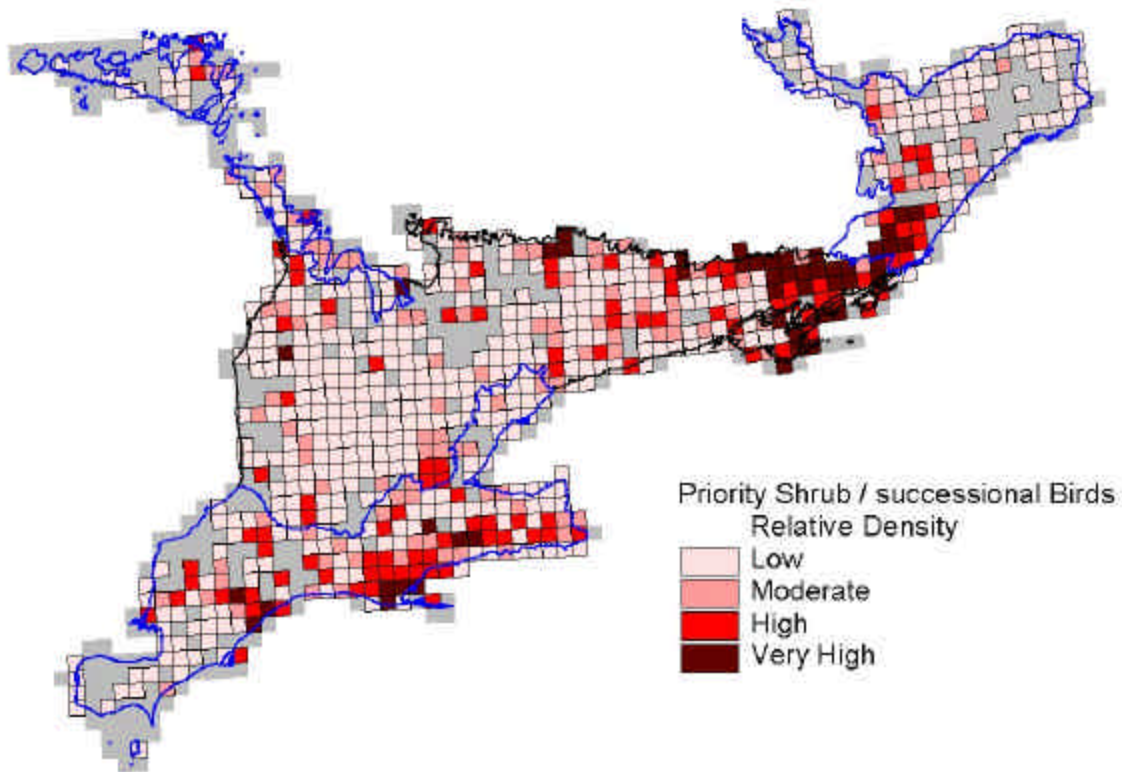 Priority Shrub / successional Birds
Relative Density
Low
Moderate
High
Very High